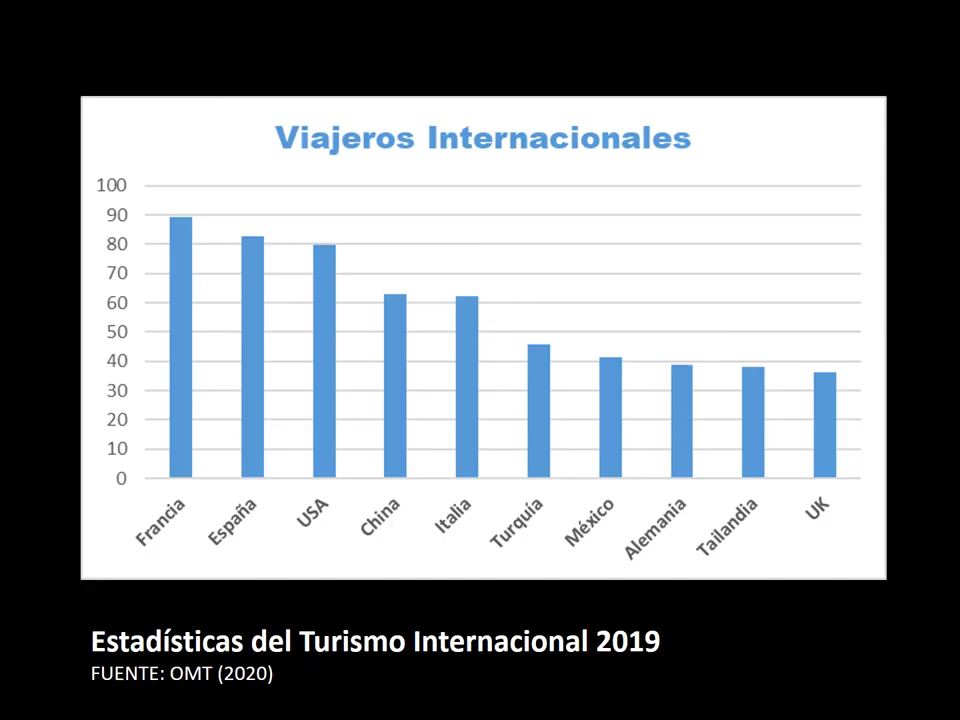 Viajeros Internacionales
100
90
80
70
60
50
40
30
20
10
0
Francia
España
USA
China
Italia
Turquía
México
Alemania
Tailandia
UK
Estadísticas del Turismo Internacional 2019
FUENTE: OMT (2020)